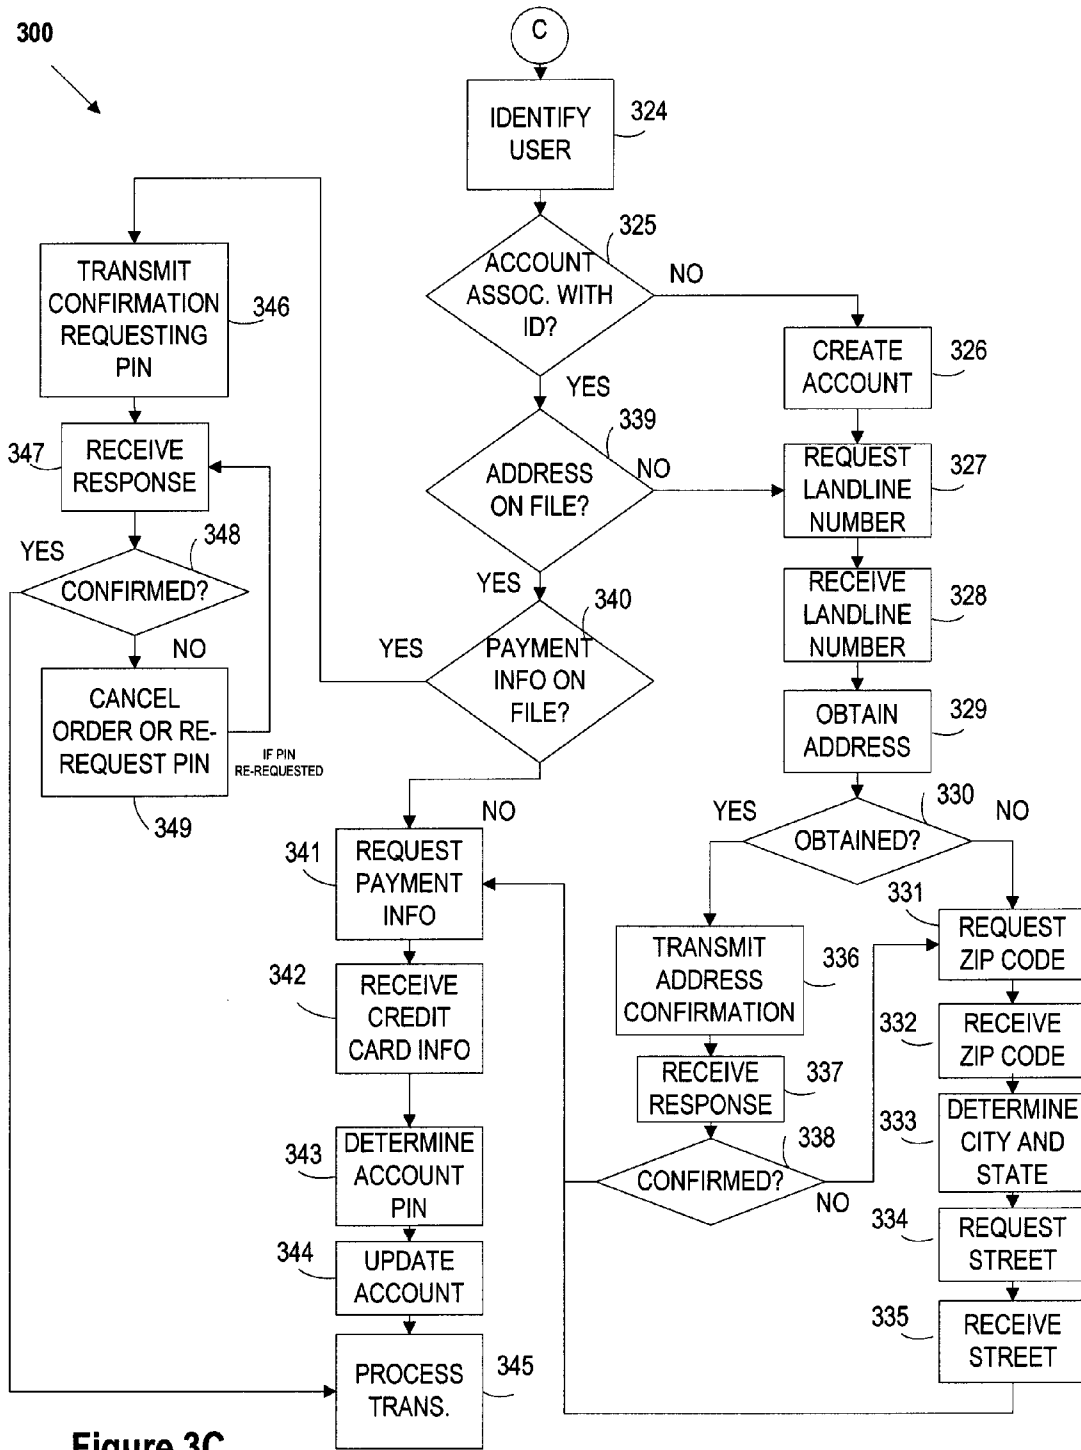 300
C
IDENTIFY
USER
324
ACCOUNT
ASSOC. WITH
ID?
325
NO
YES
CREATE
ACCOUNT
326
TRANSMIT
CONFIRMATION
REQUESTING
PIN
346
ADDRESS
ON FILE?
339
NO
YES
REQUEST
LANDLINE
NUMBER
327
347
RECEIVE
RESPONSE
YES
CONFIRMED?
348
NO
CANCEL
ORDER OR RE-
REQUEST PIN
349
IF PIN
RE-REQUESTED
RECEIVE
LANDLINE
NUMBER
328
YES
PAYMENT
INFO ON
FILE?
340
NO
OBTAIN
ADDRESS
329
YES
OBTAINED?
330
NO
341
REQUEST
PAYMENT
INFO
342
RECEIVE
CREDIT
CARD INFO
343
DETERMINE
ACCOUNT
PIN
344
UPDATE
ACCOUNT
PROCESS
TRANS.
345
TRANSMIT
ADDRESS
CONFIRMATION
336
RECEIVE
RESPONSE
337
CONFIRMED?
338
NO
331
REQUEST
ZIP CODE
332
RECEIVE
ZIP CODE
333
DETERMINE
CITY AND
STATE
334
REQUEST
STREET
335
RECEIVE
STREET
Figure 3C